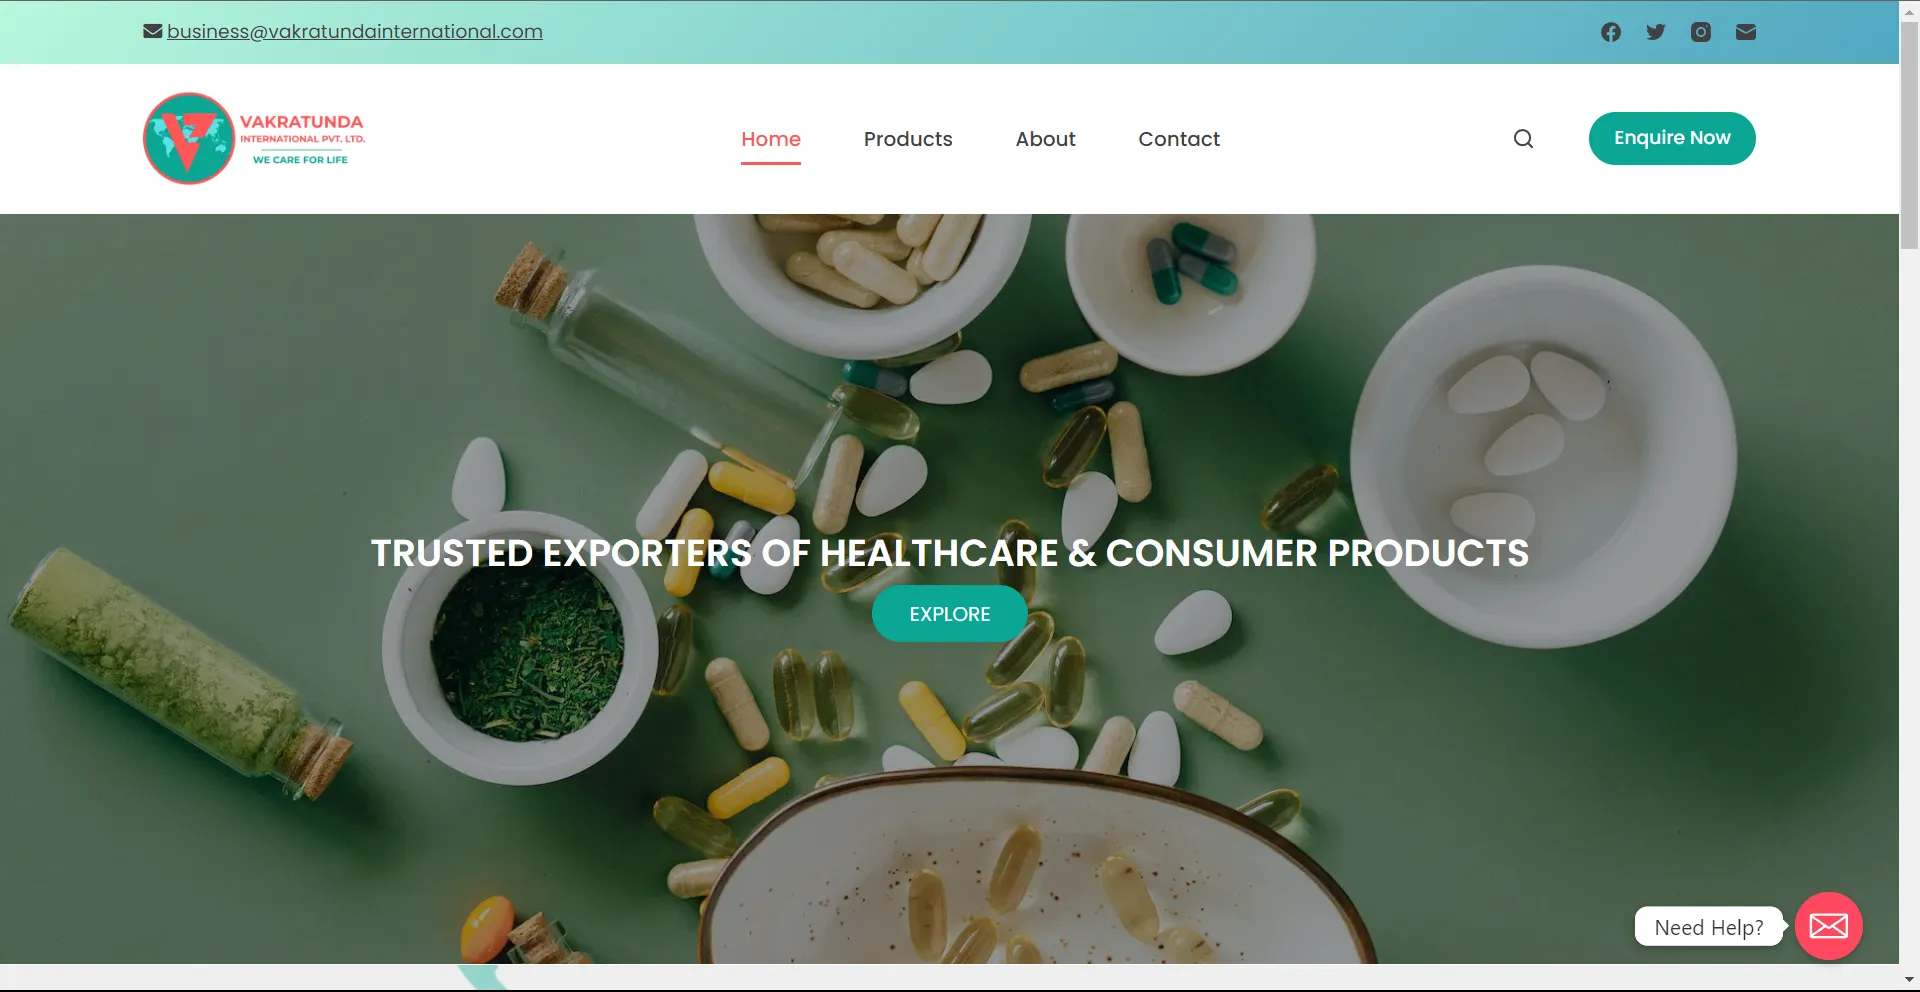 business@vakratundainternational.com
VAKRATUNDA
INTERNATIONAL PVT. LTD.
WE CARE FOR LIFE
Home
Products
About
Contact
Enquire Now
TRUSTED EXPORTERS OF HEALTHCARE & CONSUMER PRODUCTS
EXPLORE
Need Help?